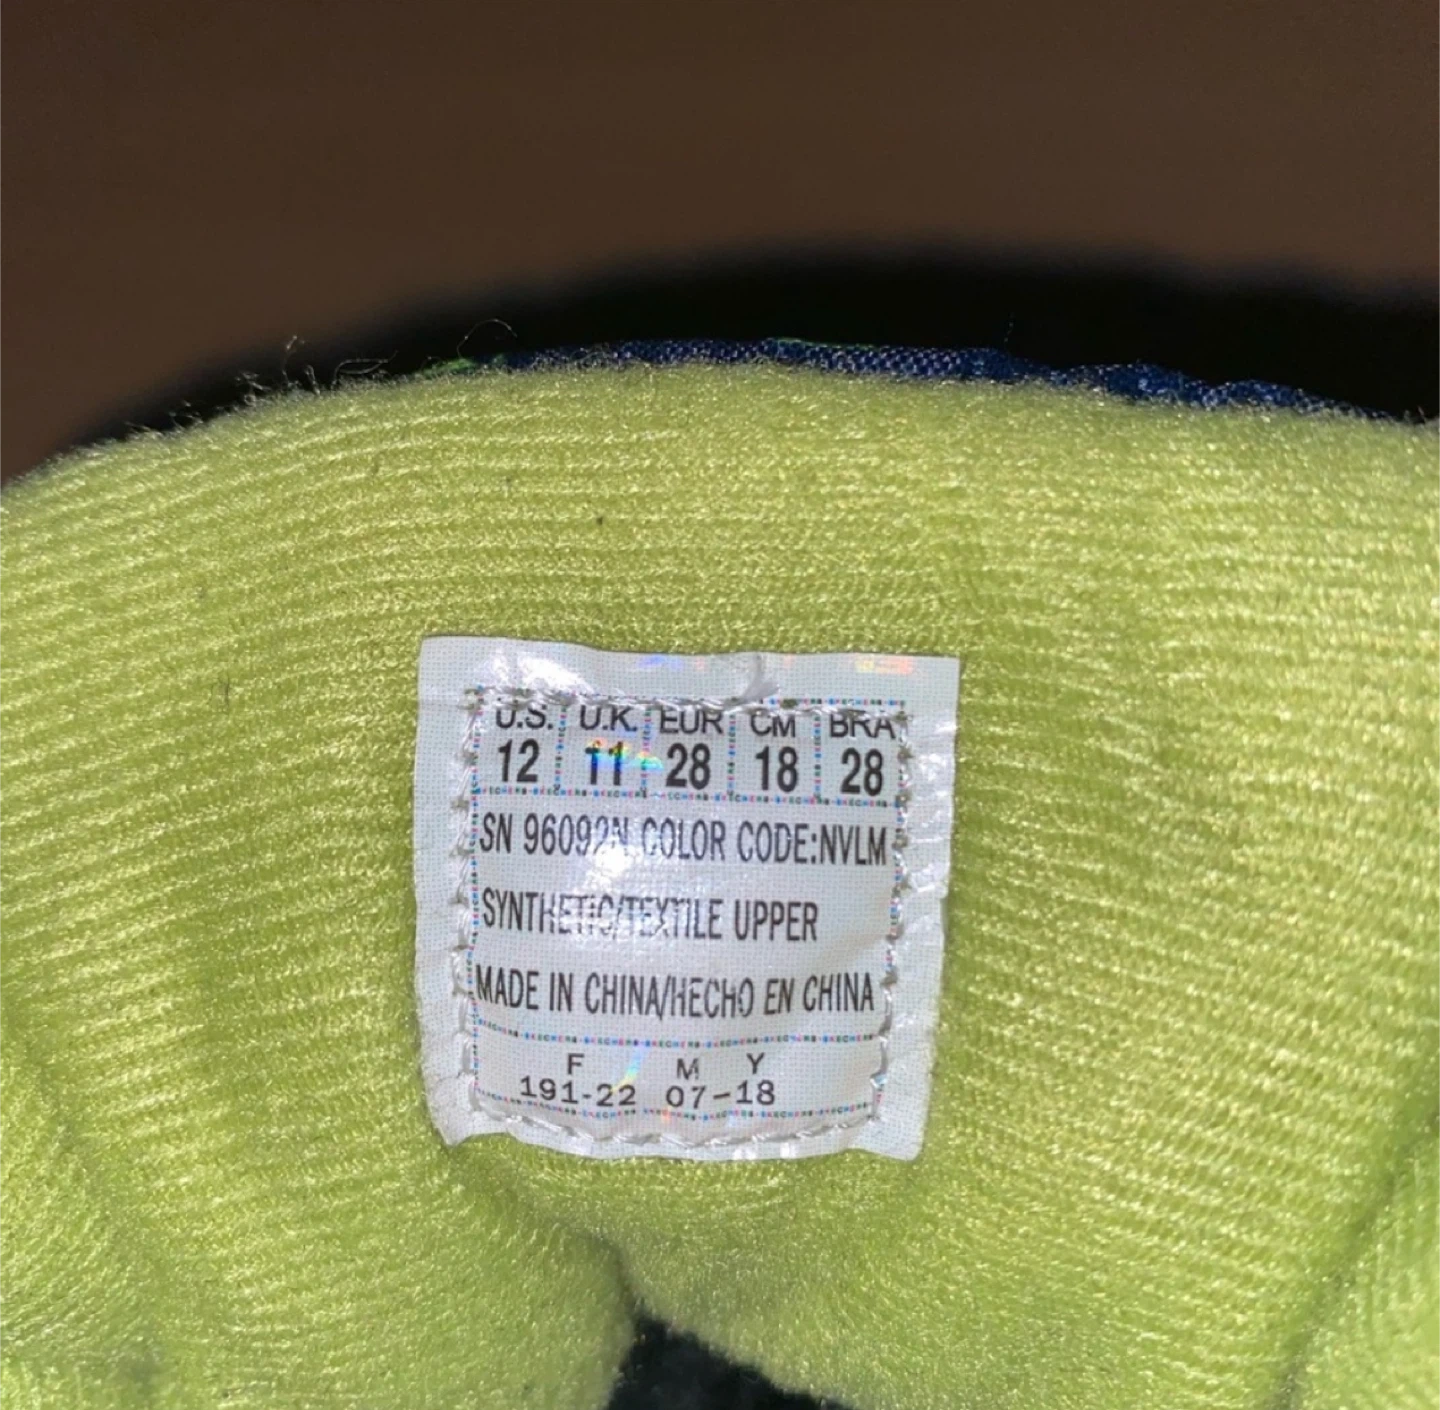 U.S. U.K. EUR CM BRA
12 11 28 18 28
SN 96092N COLOR CODE:NVLM
SYNTHETIC/TEXTILE UPPER
MADE IN CHINA/HECHO EN CHINA
F M Y
191-22 07-18